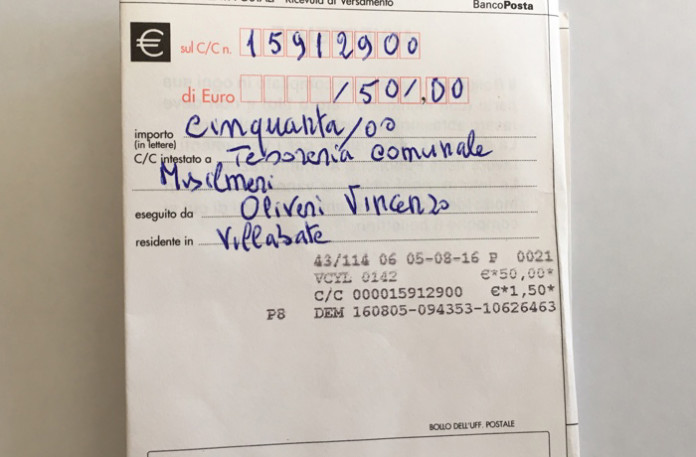 Ricevuta di Versamento BancoPosta
€ sul C/C n. 15912900
di Euro /50/,00
importo (in lettere) cinquanta/00
C/C intestato a Tesoreria comunale
Misilmeri
eseguito da Oliveri Vincenzo
residente in Villabate
43/114 06 05-08-16 P 0021
VCYL 0142 €*50,00*
C/C 000015912900 €*1,50*
P8 DEM 160805-094353-10626463
BOLLO DELL'UFF. POSTALE